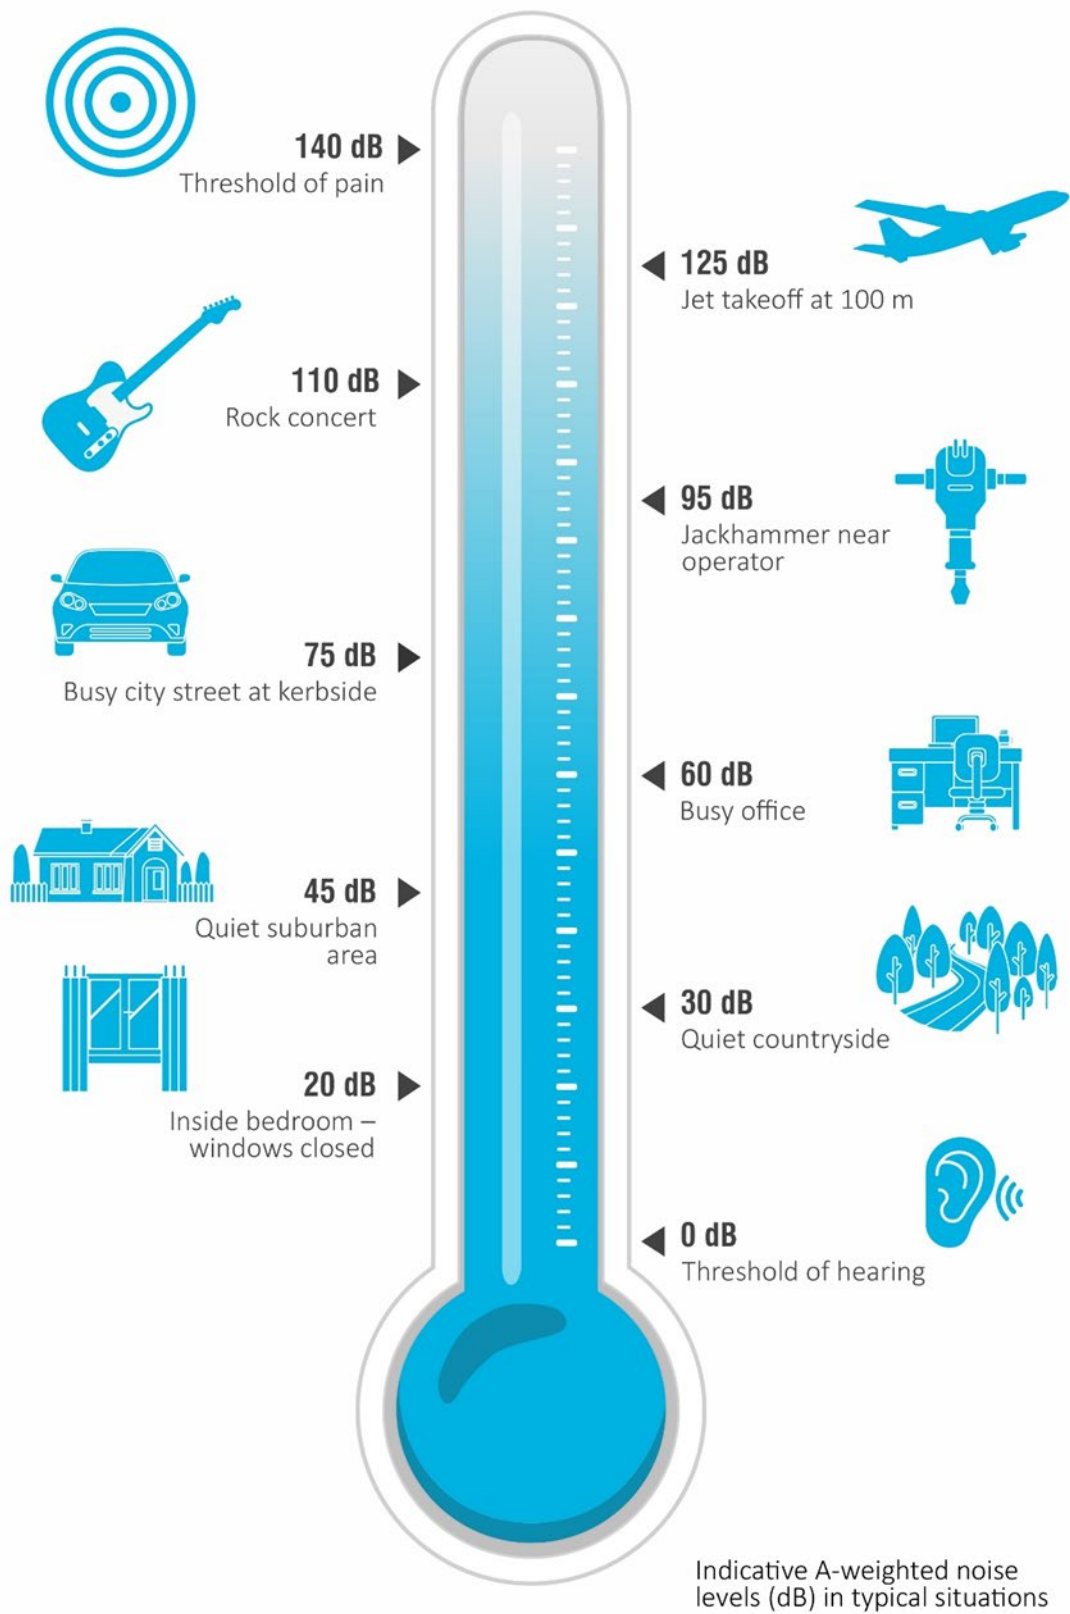 140 dB
Threshold of pain
125 dB
Jet takeoff at 100 m
110 dB
Rock concert
95 dB
Jackhammer near
operator
75 dB
Busy city street at kerbside
60 dB
Busy office
45 dB
Quiet suburban
area
30 dB
Quiet countryside
20 dB
Inside bedroom –
windows closed
0 dB
Threshold of hearing
Indicative A-weighted noise
levels (dB) in typical situations